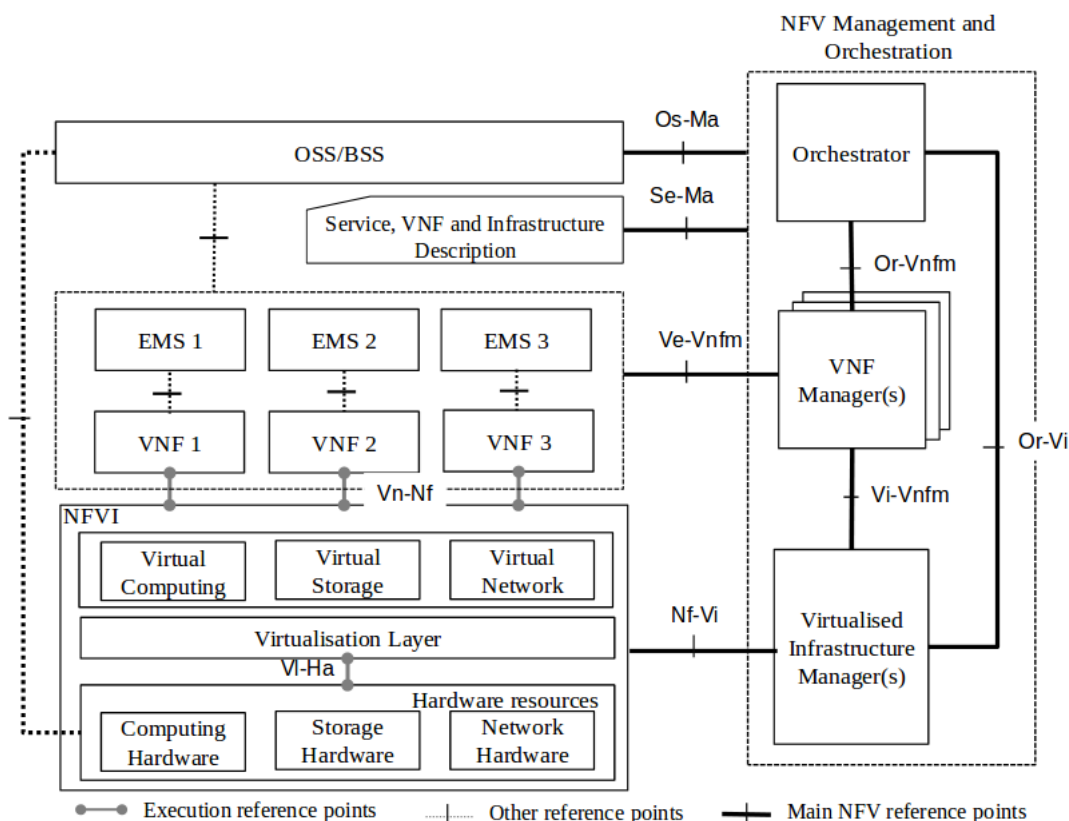 NFV Management and
Orchestration
OSS/BSS
Os-Ma
Orchestrator
Se-Ma
Service, VNF and Infrastructure
Description
Or-Vnfm
EMS 1
EMS 2
EMS 3
Ve-Vnfm
VNF
Manager(s)
VNF 1
VNF 2
VNF 3
Or-Vi
Vn-Nf
Vi-Vnfm
NFVI
Virtual
Computing
Virtual
Storage
Virtual
Network
Nf-Vi
Virtualised
Infrastructure
Manager(s)
Virtualisation Layer
Vl-Ha
Hardware resources
Computing
Hardware
Storage
Hardware
Network
Hardware
Execution reference points
Other reference points
Main NFV reference points